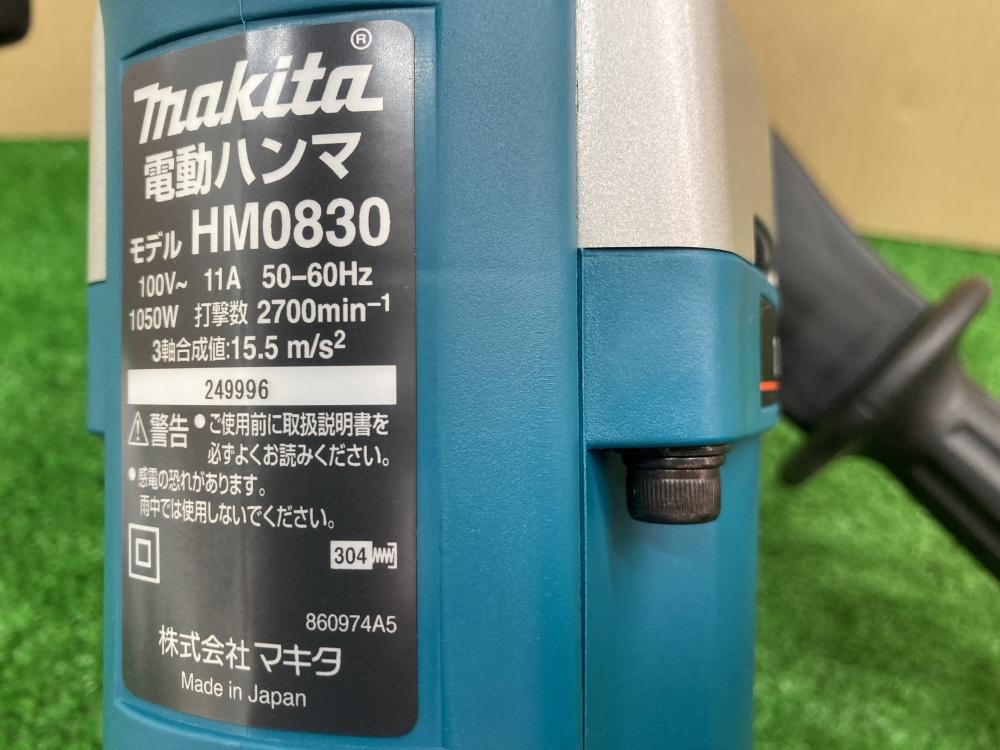 makita®
電動ハンマ
モデル HM0830
100V~ 11A 50-60Hz
1050W 打撃数 2700min⁻¹
3軸合成値:15.5 m/s²
249996
警告 ●ご使用前に取扱説明書を
必ずよくお読みください。
●感電の恐れがあります。
雨中では使用しないでください。
304
860974A5
株式会社 マキタ
Made in Japan